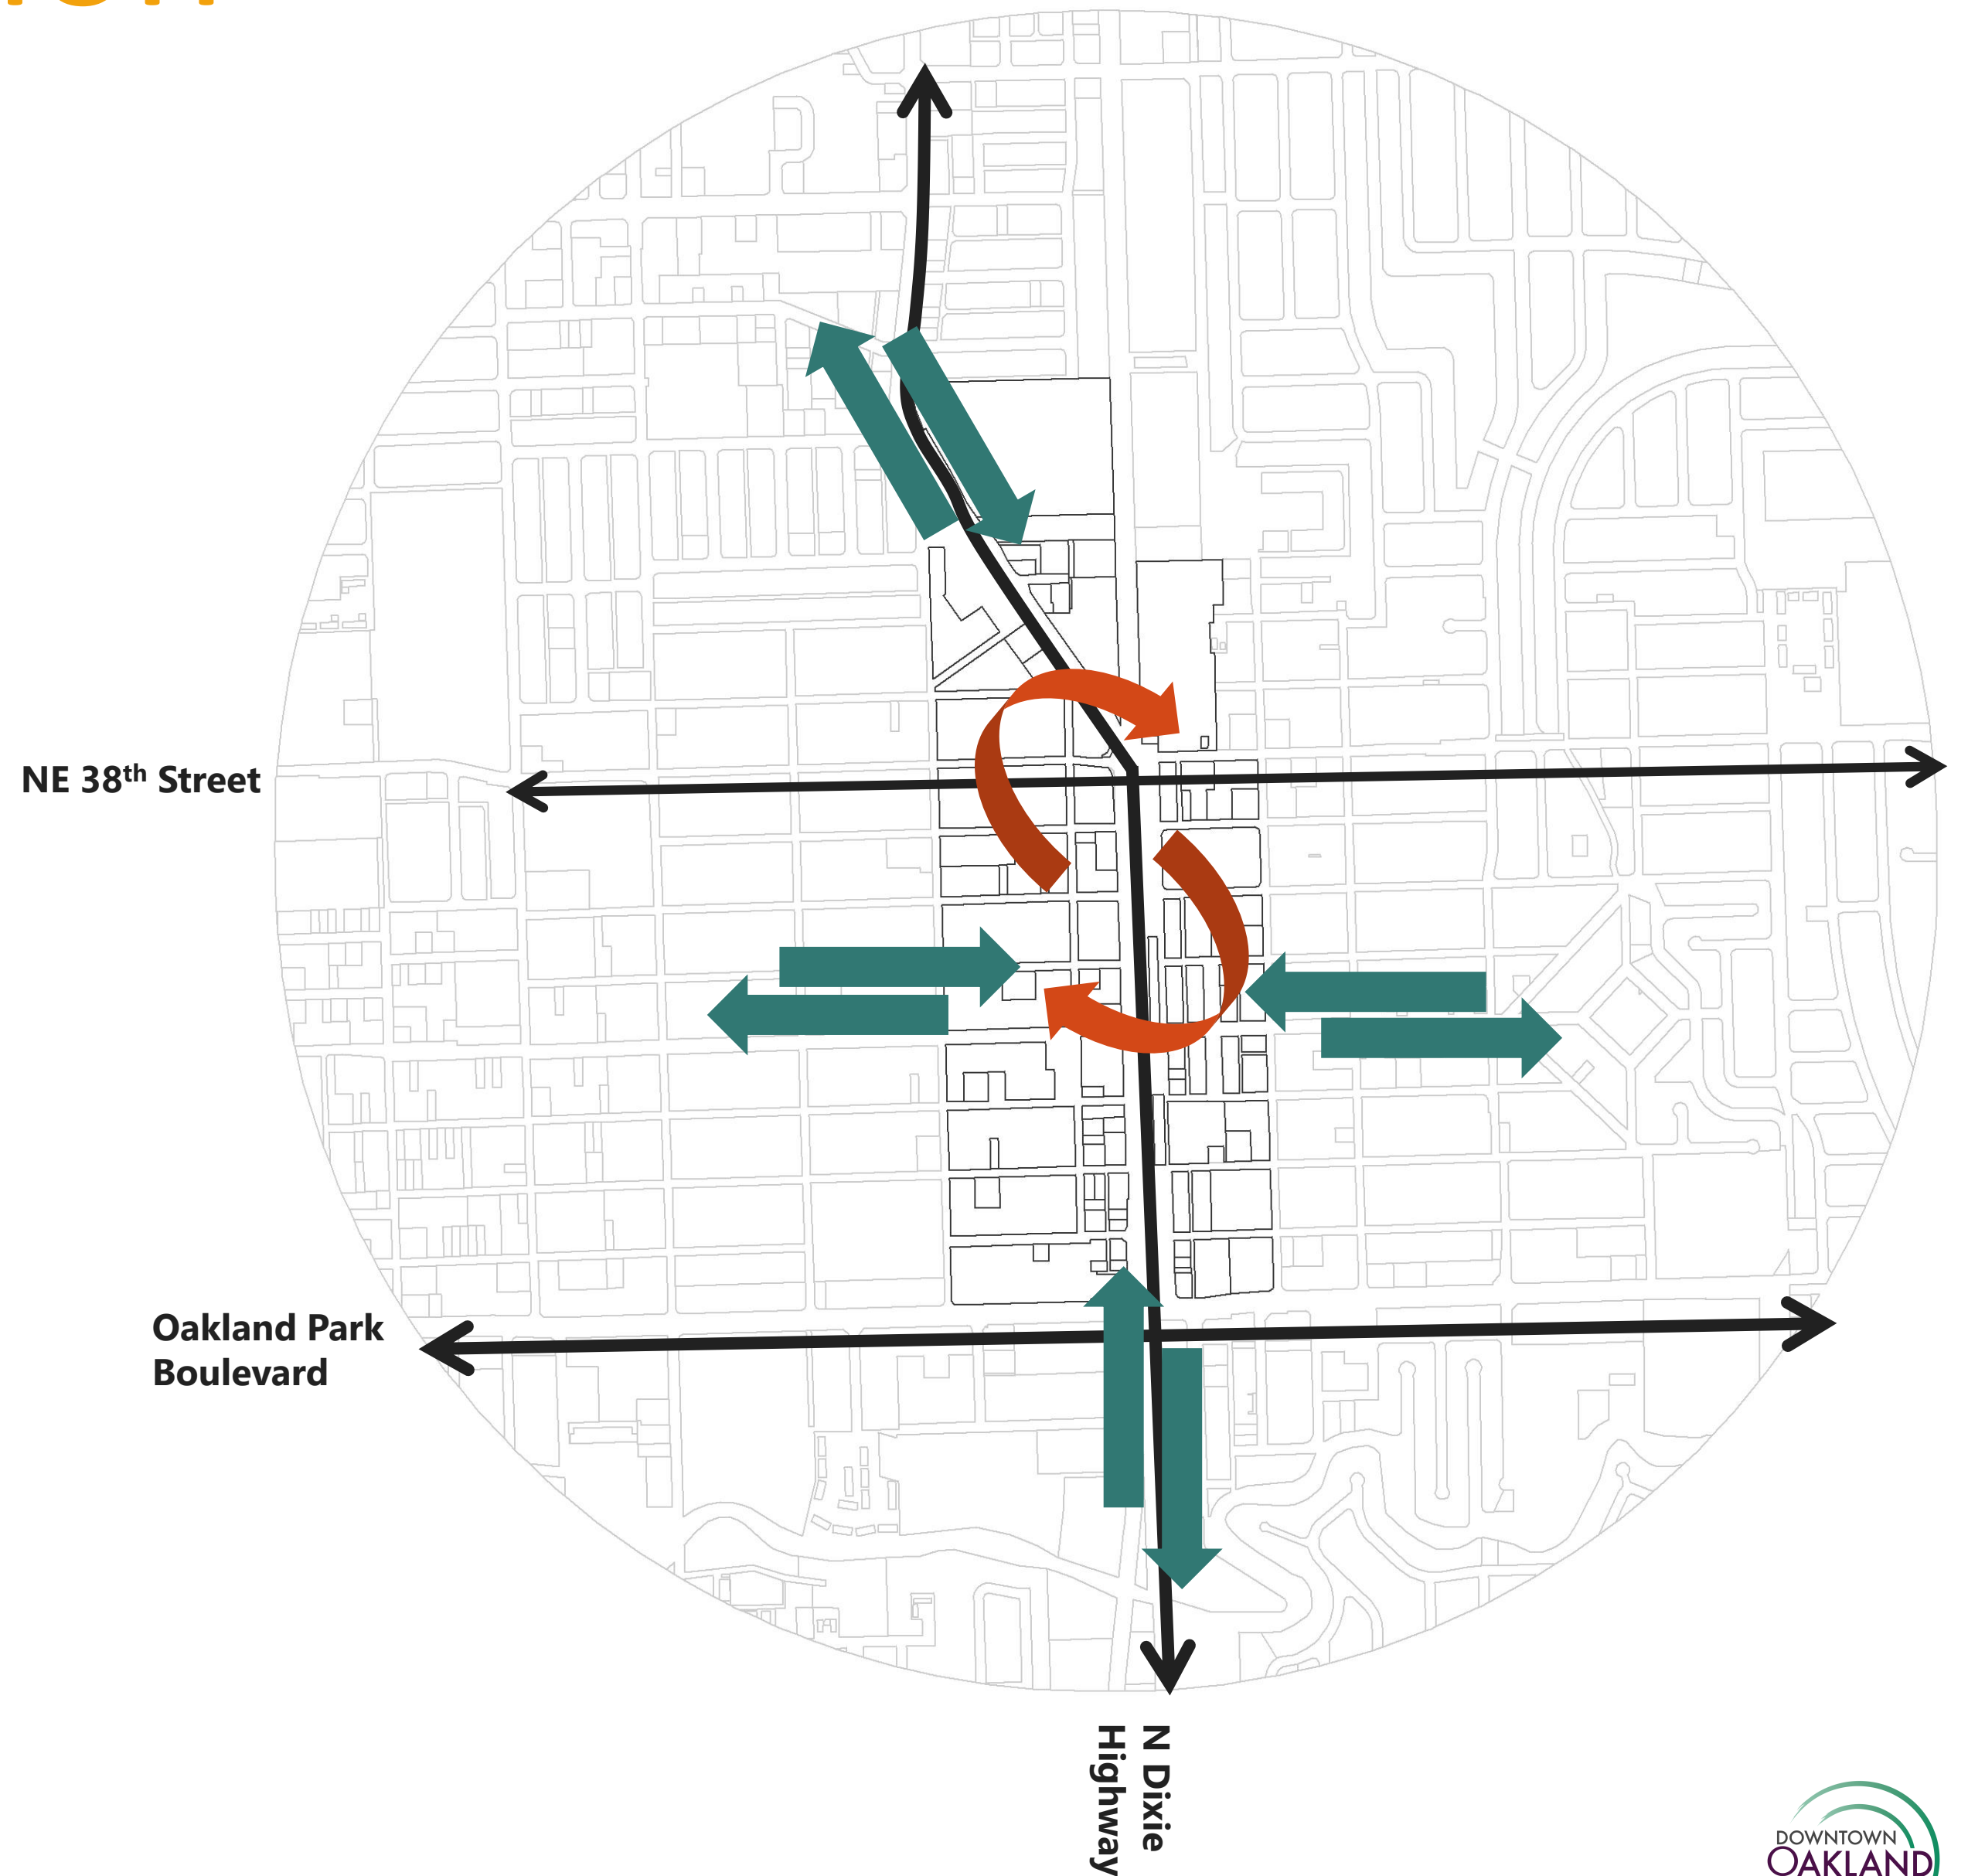 NE 38th Street
Oakland Park
Boulevard
N Dixie
Highway
DOWNTOWN
OAKLAND